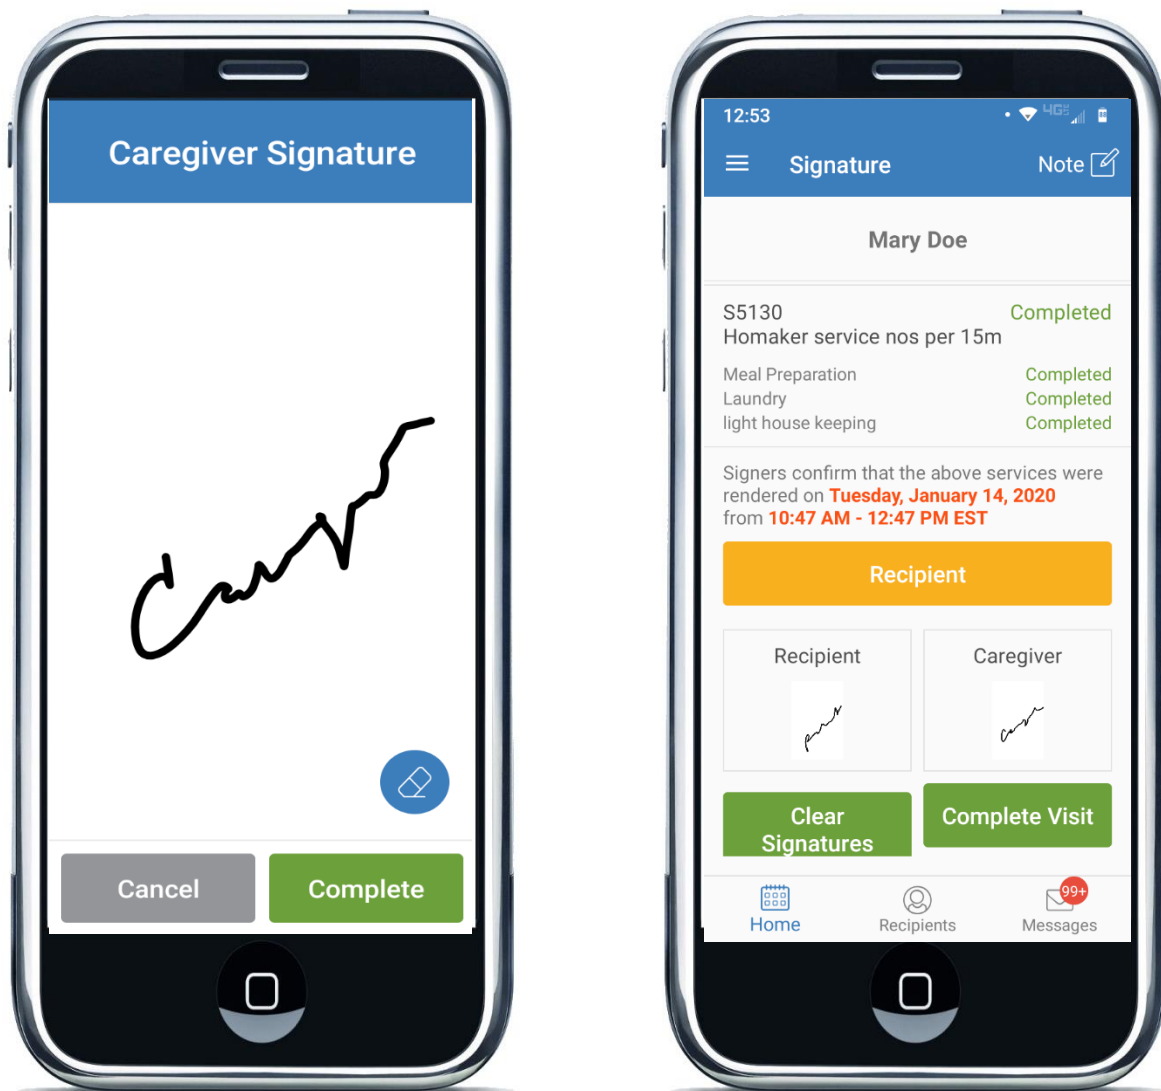 Caregiver Signature
Cancel
Complete
12:53
4G
Signature
Note
Mary Doe
S5130
Completed
Homaker service nos per 15m
Meal Preparation
Completed
Laundry
Completed
light house keeping
Completed
Signers confirm that the above services were
rendered on Tuesday, January 14, 2020
from 10:47 AM - 12:47 PM EST
Recipient
Recipient
Caregiver
Clear
Signatures
Complete Visit
Home
Recipients
99+
Messages